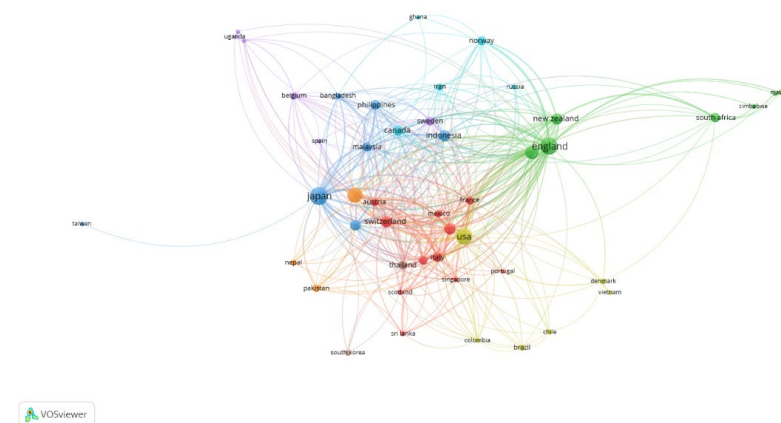 ghana
uganda
norway
iran
russia
belgium
bangladesh
philippines
zimbabwe
south africa
new zealand
sweden
canada
indonesia
spain
malaysia
england
japan
austria
france
mexico
taiwan
switzerland
usa
italy
nepal
thailand
portugal
singapore
denmark
pakistan
scotland
vietnam
sri lanka
chile
colombia
brazil
south korea
VOSviewer